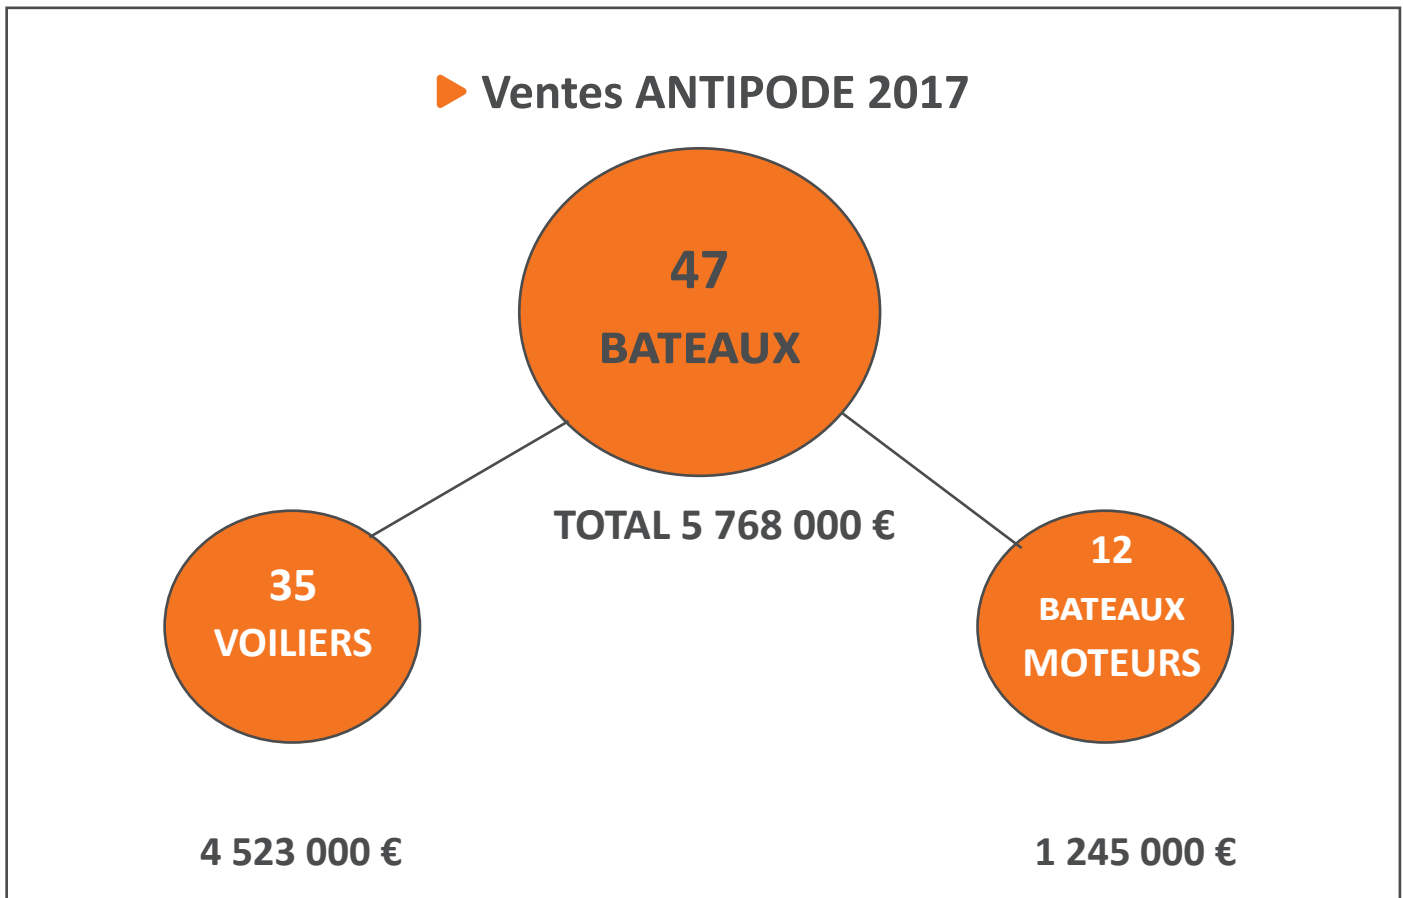 Ventes ANTIPODE 2017
47
BATEAUX
TOTAL 5 768 000 €
35
VOILIERS
12
BATEAUX
MOTEURS
4 523 000 €
1 245 000 €